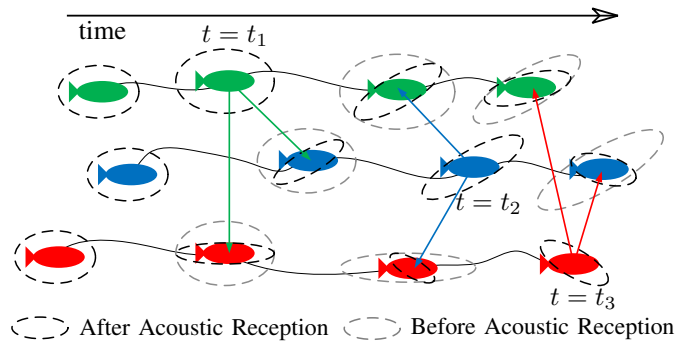 time
t = t₁
t = t₂
t = t₃
After Acoustic Reception
Before Acoustic Reception